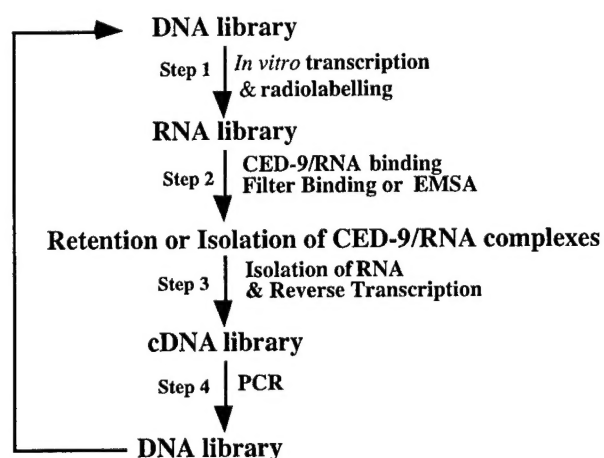 DNA library
Step 1
In vitro transcription
& radiolabelling
RNA library
Step 2
CED-9/RNA binding
Filter Binding or EMSA
Retention or Isolation of CED-9/RNA complexes
Step 3
Isolation of RNA
& Reverse Transcription
cDNA library
Step 4
PCR
DNA library